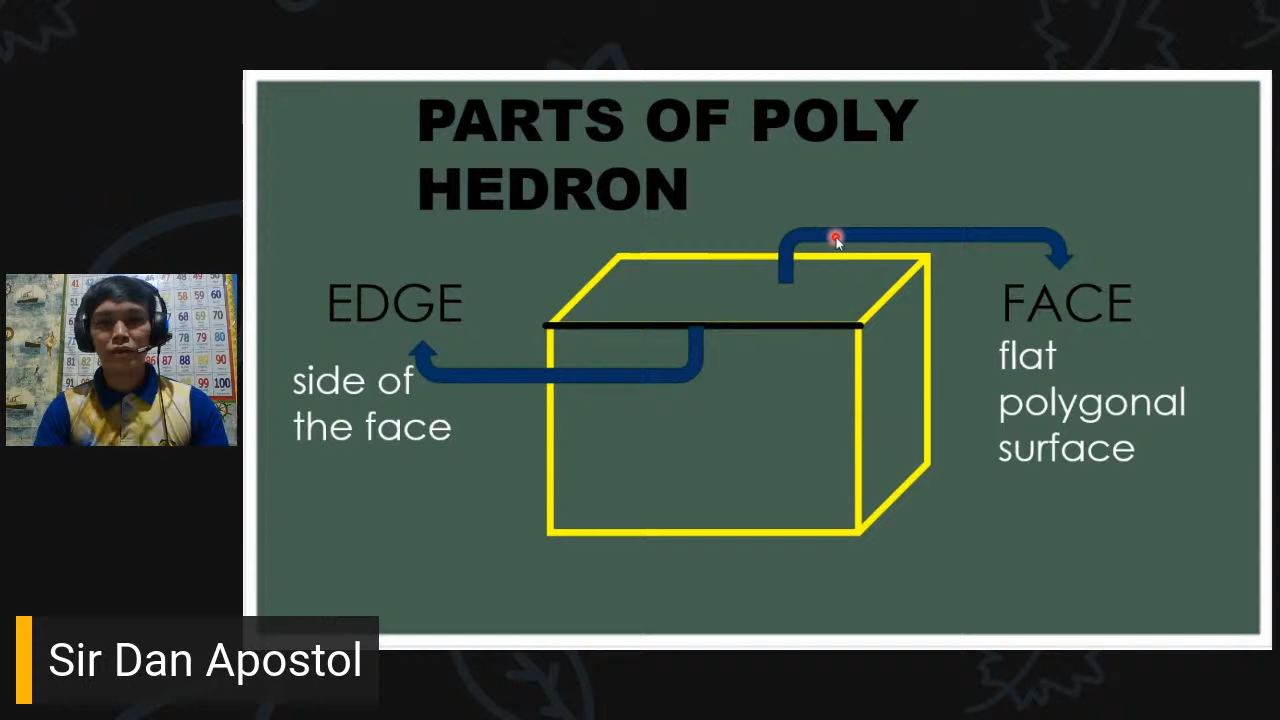 PARTS OF POLY
HEDRON
EDGE
side of
the face
FACE
flat
polygonal
surface
Sir Dan Apostol